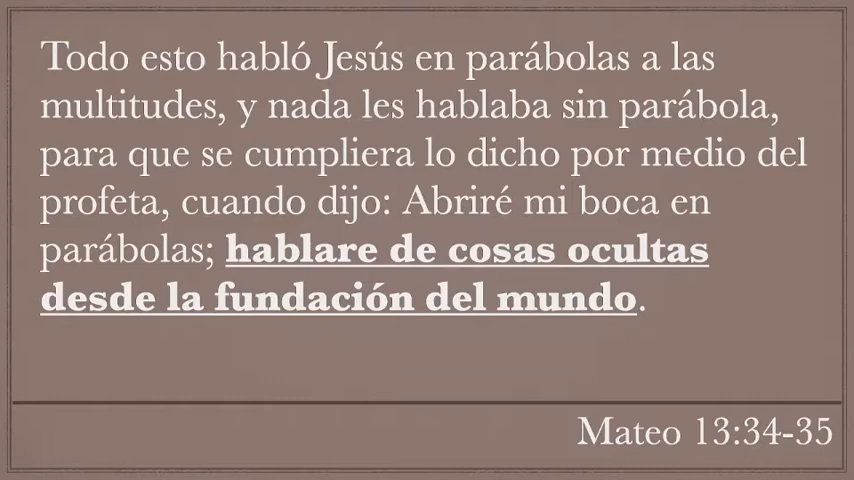 Todo esto habló Jesús en parábolas a las
multitudes, y nada les hablaba sin parábola,
para que se cumpliera lo dicho por medio del
profeta, cuando dijo: Abriré mi boca en
parábolas; hablare de cosas ocultas
desde la fundación del mundo.
Mateo 13:34-35